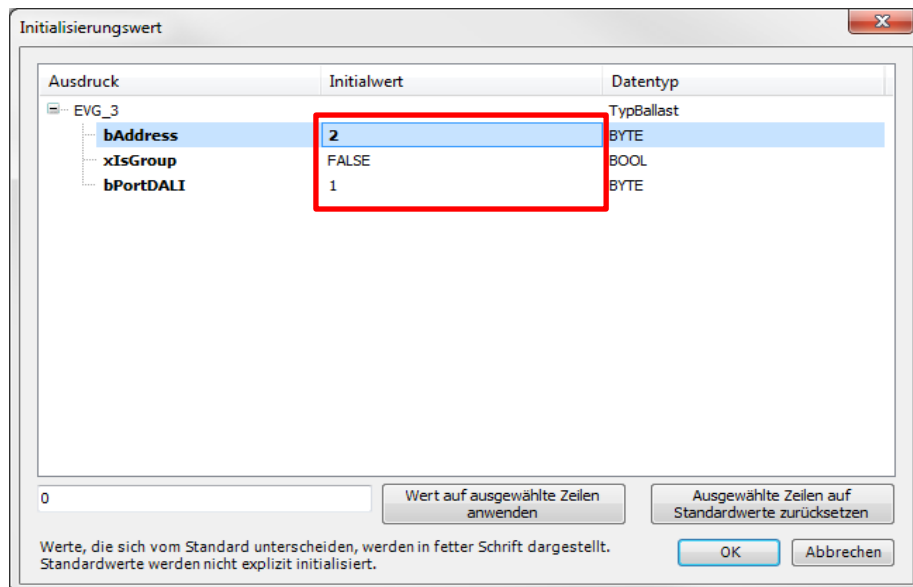 Initialisierungswert
Ausdruck Initialwert Datentyp
EVG_3 TypBallast
bAddress 2 BYTE
xIsGroup FALSE BOOL
bPortDALI 1 BYTE
0
Wert auf ausgewählte Zeilen
anwenden
Ausgewählte Zeilen auf
Standardwerte zurücksetzen
Werte, die sich vom Standard unterscheiden, werden in fetter Schrift dargestellt.
Standardwerte werden nicht explizit initialisiert.
OK Abbrechen